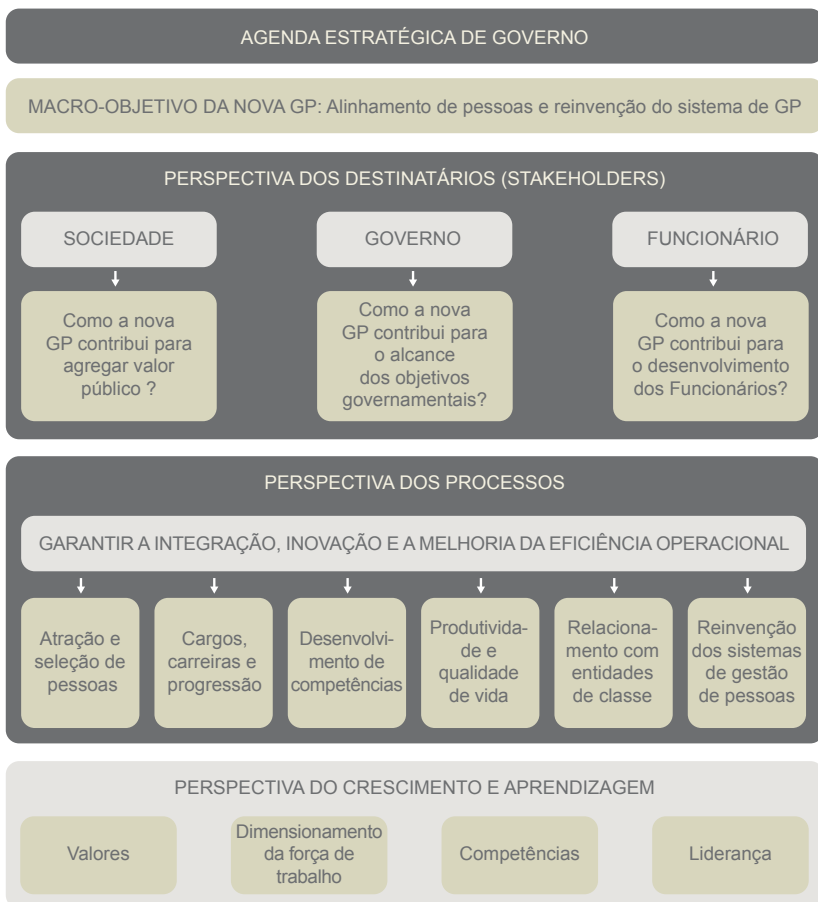 AGENDA ESTRATÉGICA DE GOVERNO
MACRO-OBJETIVO DA NOVA GP: Alinhamento de pessoas e reinvenção do sistema de GP
PERSPECTIVA DOS DESTINATÁRIOS (STAKEHOLDERS)
SOCIEDADE
Como a nova
GP contribui para
agregar valor
público ?
GOVERNO
Como a nova
GP contribui para
o alcance
dos objetivos
governamentais?
FUNCIONÁRIO
Como a nova
GP contribui para
o desenvolvimento
dos Funcionários?
PERSPECTIVA DOS PROCESSOS
GARANTIR A INTEGRAÇÃO, INOVAÇÃO E A MELHORIA DA EFICIÊNCIA OPERACIONAL
Atração e
seleção de
pessoas
Cargos,
carreiras e
progressão
Desenvolvi-
mento de
competências
Produtivida-
de e
qualidade
de vida
Relaciona-
mento com
entidades
de classe
Reinvenção
dos sistemas
de gestão
de pessoas
PERSPECTIVA DO CRESCIMENTO E APRENDIZAGEM
Valores
Dimensionamento
da força de
trabalho
Competências
Liderança